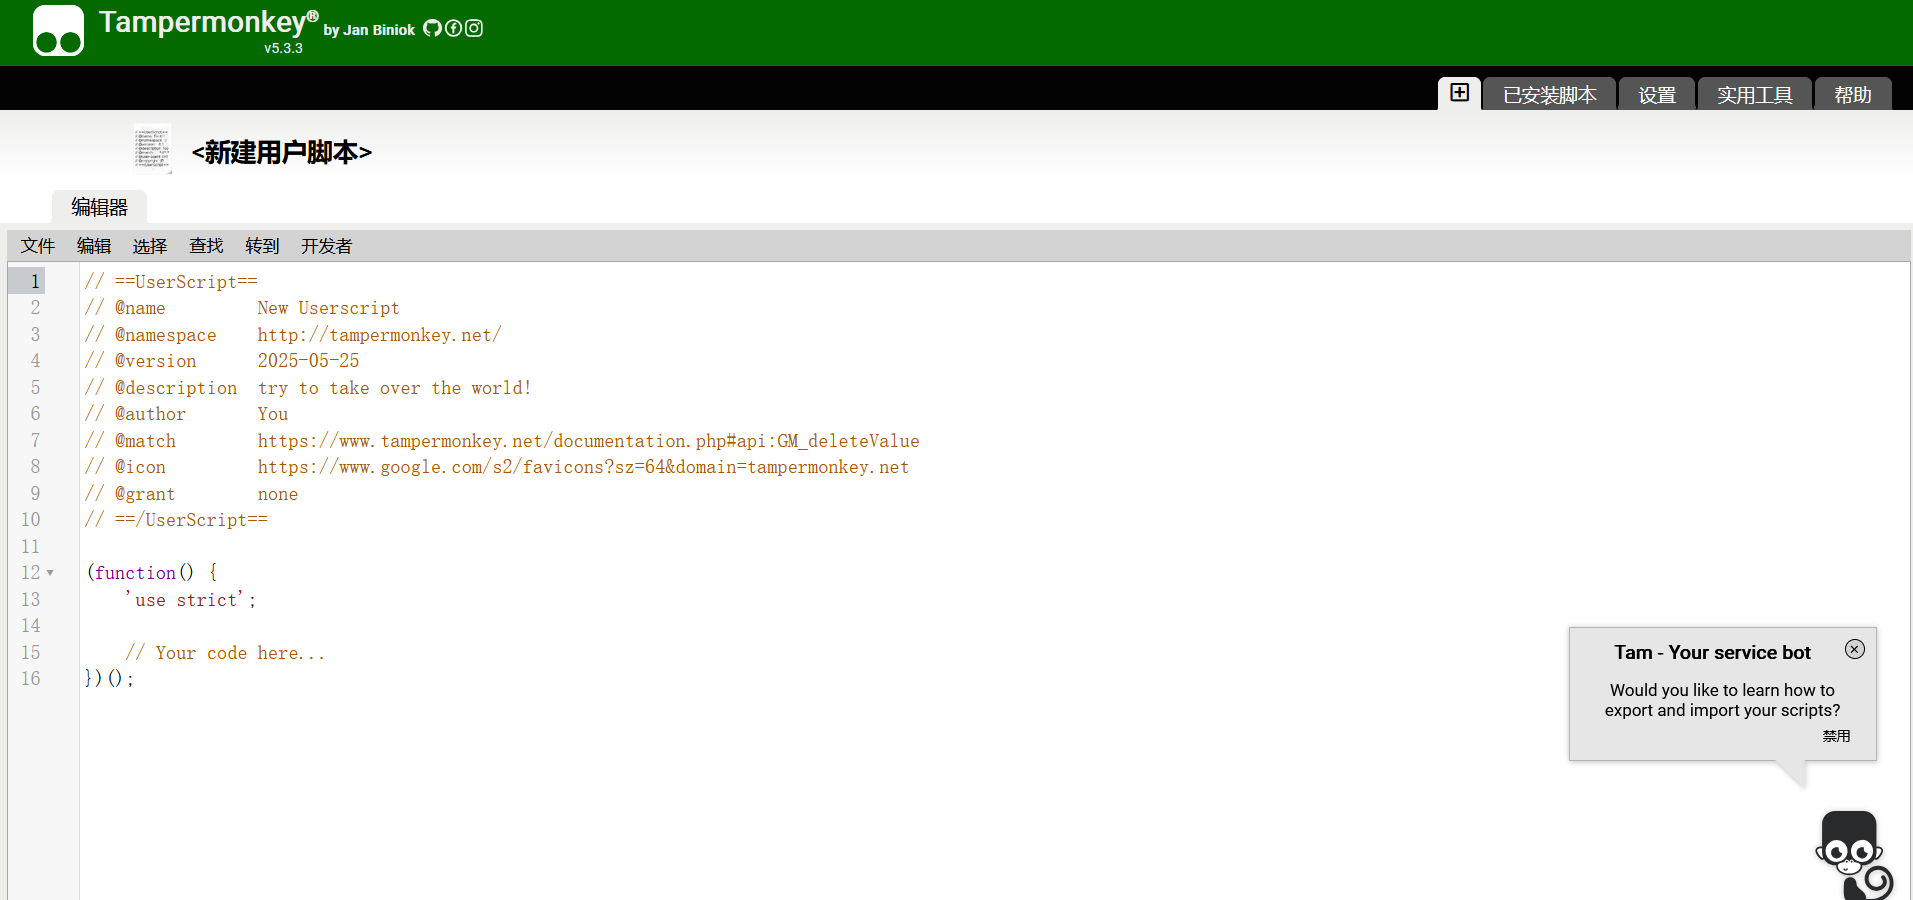 Tampermonkey® by Jan Biniok
v5.3.3
已安装脚本 设置 实用工具 帮助
<新建用户脚本>
编辑器
文件 编辑 选择 查找 转到 开发者
1 // ==UserScript==
2 // @name         New Userscript
3 // @namespace    http://tampermonkey.net/
4 // @version      2025-05-25
5 // @description  try to take over the world!
6 // @author       You
7 // @match        https://www.tampermonkey.net/documentation.php#api:GM_deleteValue
8 // @icon         https://www.google.com/s2/favicons?sz=64&domain=tampermonkey.net
9 // @grant        none
10 // ==/UserScript==
11
12 (function() {
13     'use strict';
14
15     // Your code here...
16 })();
Tam - Your service bot
Would you like to learn how to
export and import your scripts?
禁用